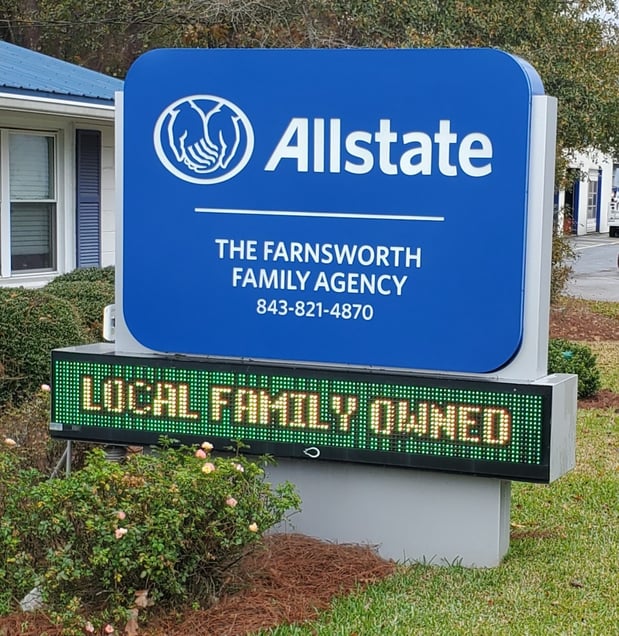 Allstate
THE FARNSWORTH
FAMILY AGENCY
843-821-4870
LOCAL FAMILY OWNED